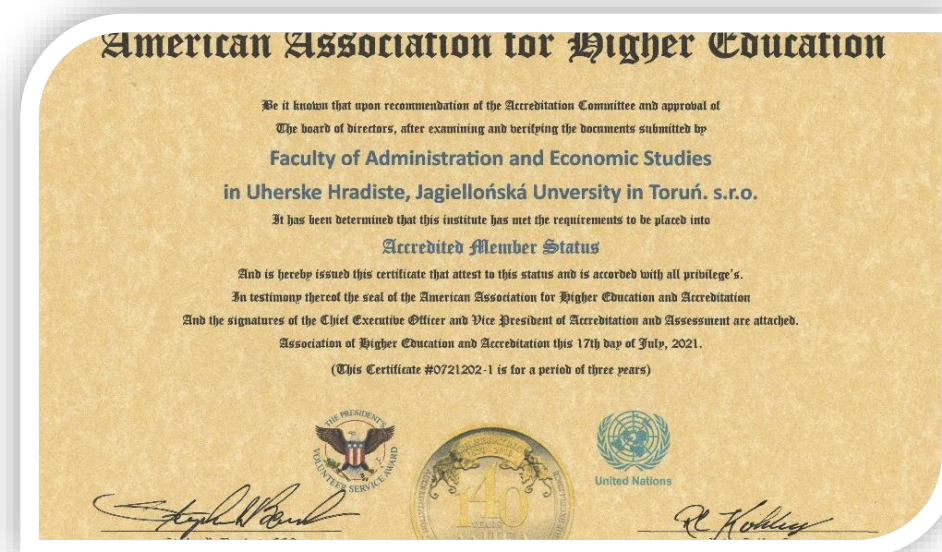 American Association for Higher Education
Be it known that upon recommendation of the Accreditation Committee and approval of
The board of directors, after examining and verifying the documents submitted by
Faculty of Administration and Economic Studies
in Uherske Hradiste, Jagiellońská Unversity in Toruń. s.r.o.
It has been determined that this institute has met the requirements to be placed into
Accredited Member Status
And is hereby issued this certificate that attest to this status and is accorded with all privilege's.
In testimony thereof the seal of the American Association for Higher Education and Accreditation
And the signatures of the Chief Executive Officer and Vice President of Accreditation and Assessment are attached.
Association of Higher Education and Accreditation this 17th day of July, 2021.
(This Certificate #0721202-1 is for a period of three years)
THE PRESIDENT'S
VOLUNTEER SERVICE AWARD
140
YEARS
United Nations